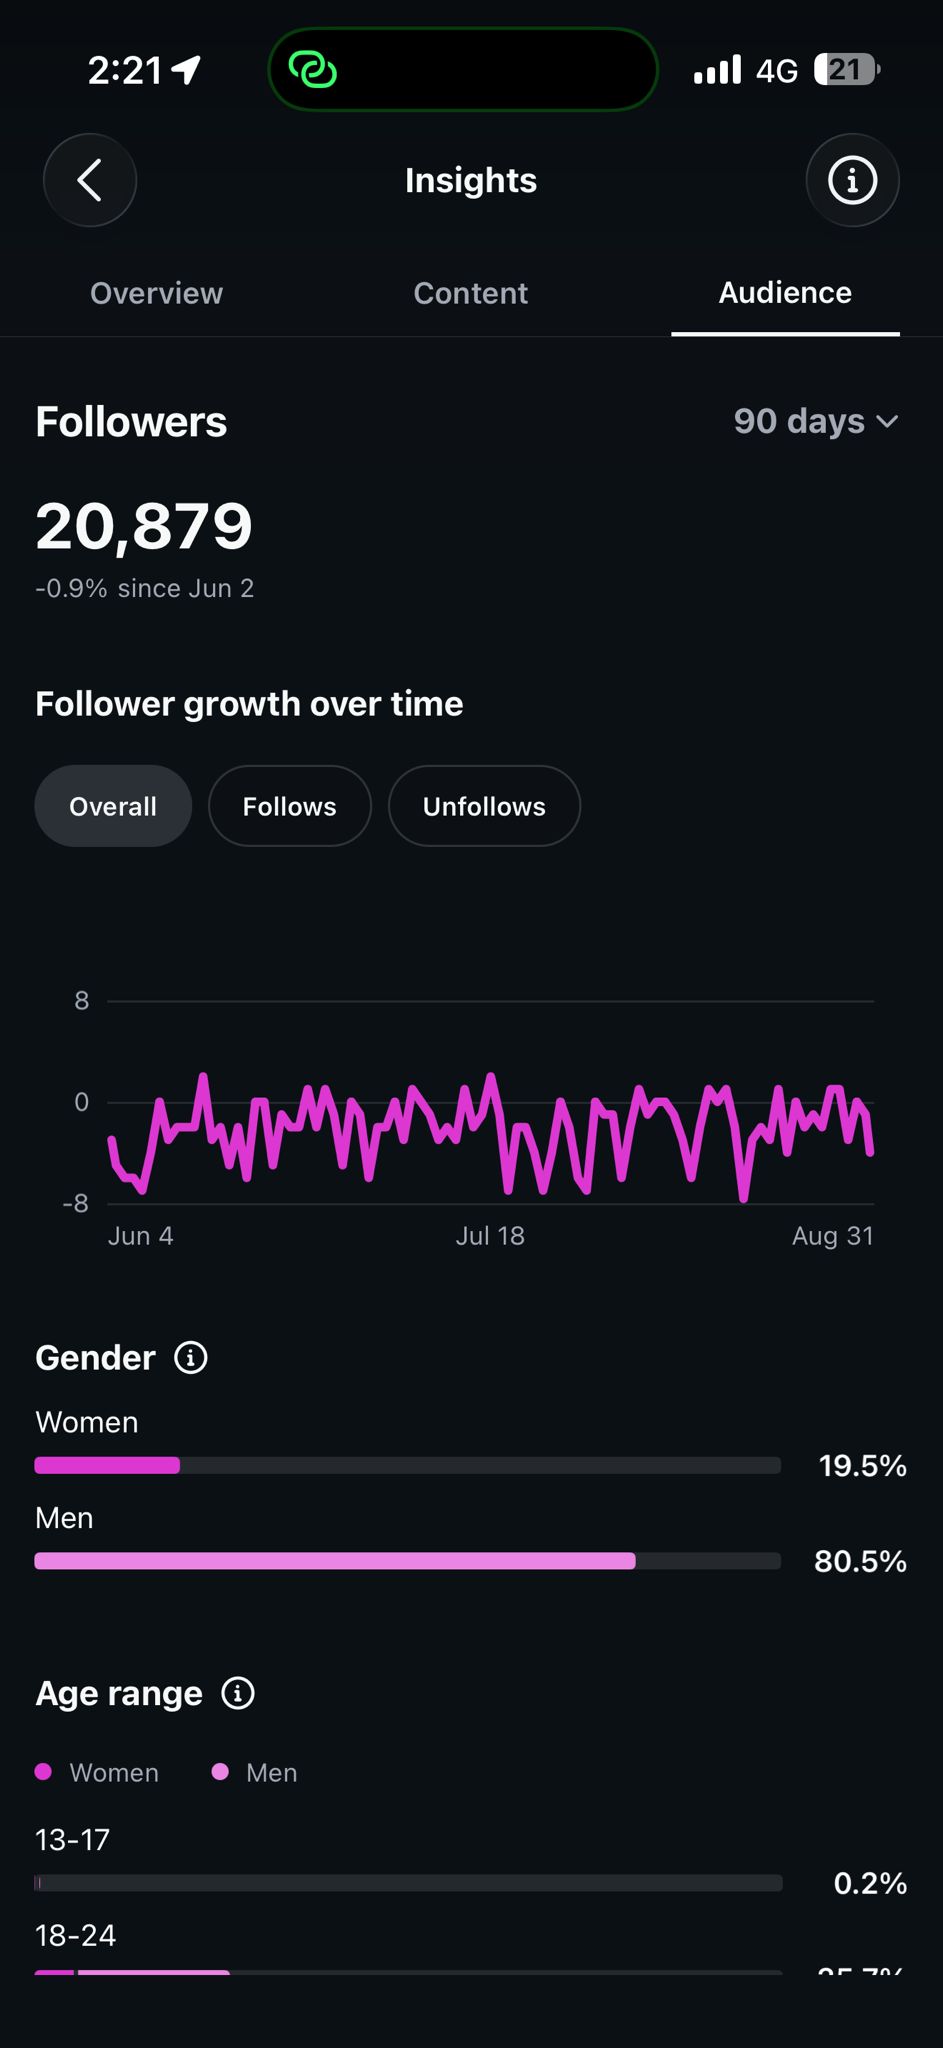 2:21
4G
21
Insights
Overview
Content
Audience
Followers
90 days
20,879
-0.9% since Jun 2
Follower growth over time
Overall
Follows
Unfollows
8
0
-8
Jun 4
Jul 18
Aug 31
Gender
Women
19.5%
Men
80.5%
Age range
Women
Men
13-17
0.2%
18-24